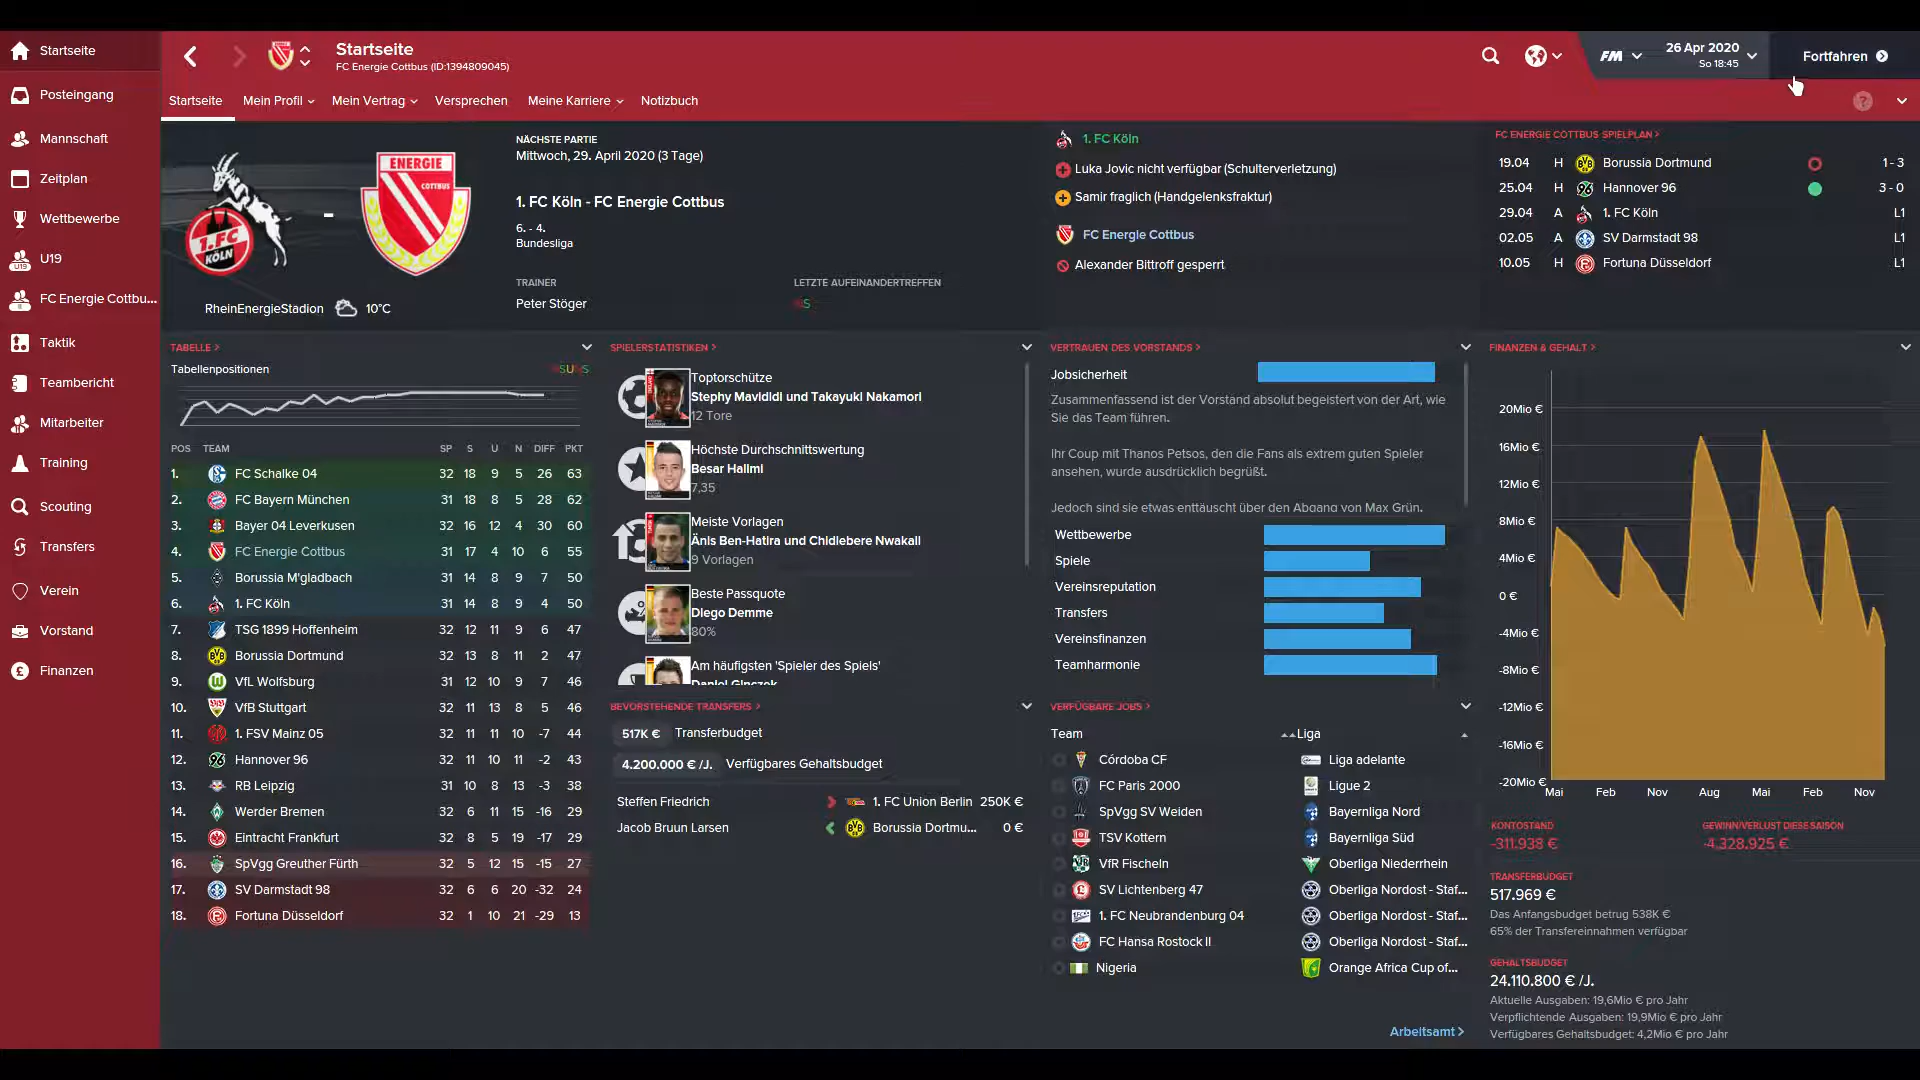 Startseite
Posteingang
Mannschaft
Zeitplan
Wettbewerbe
U19
FC Energie Cottbu...
Taktik
Teambericht
Mitarbeiter
Training
Scouting
Transfers
Verein
Vorstand
Finanzen
Startseite
FC Energie Cottbus (ID:1394809045)
FM
26 Apr 2020
So 18:45
Fortfahren
Startseite Mein Profil Mein Vertrag Versprechen Meine Karriere Notizbuch
?
1.FC KÖLN
-
ENERGIE COTTBUS
RheinEnergieStadion 10°C
NÄCHSTE PARTIE
Mittwoch, 29. April 2020 (3 Tage)
1. FC Köln - FC Energie Cottbus
6. - 4.
Bundesliga
TRAINER
Peter Stöger
LETZTE AUFEINANDERTREFFEN
S
1. FC Köln
Luka Jovic nicht verfügbar (Schulterverletzung)
Samir fraglich (Handgelenksfraktur)
FC Energie Cottbus
Alexander Bittroff gesperrt
FC ENERGIE COTTBUS SPIELPLAN >
19.04 H Borussia Dortmund 1 - 3
25.04 H Hannover 96 3 - 0
29.04 A 1. FC Köln L1
02.05 A SV Darmstadt 98 L1
10.05 H Fortuna Düsseldorf L1
TABELLE >
Tabellenpositionen
POS TEAM SP S U N DIFF PKT
1. FC Schalke 04 32 18 9 5 26 63
2. FC Bayern München 31 18 8 5 28 62
3. Bayer 04 Leverkusen 32 16 12 4 30 60
4. FC Energie Cottbus 31 17 4 10 6 55
5. Borussia M'gladbach 31 14 8 9 7 50
6. 1. FC Köln 31 14 8 9 4 50
7. TSG 1899 Hoffenheim 32 12 11 9 6 47
8. Borussia Dortmund 32 13 8 11 2 47
9. VfL Wolfsburg 31 12 10 9 7 46
10. VfB Stuttgart 32 11 13 8 5 46
11. 1. FSV Mainz 05 32 11 11 10 -7 44
12. Hannover 96 32 11 10 11 -2 43
13. RB Leipzig 31 10 8 13 -3 38
14. Werder Bremen 32 6 11 15 -16 29
15. Eintracht Frankfurt 32 8 5 19 -17 29
16. SpVgg Greuther Fürth 32 5 12 15 -15 27
17. SV Darmstadt 98 32 6 6 20 -32 24
18. Fortuna Düsseldorf 32 1 10 21 -29 13
SPIELERSTATISTIKEN >
Toptorschütze
Stephy Mavididi und Takayuki Nakamori
12 Tore
Höchste Durchschnittswertung
Besar Halimi
7,35
Meiste Vorlagen
Änis Ben-Hatira und Chidlebere Nwakali
9 Vorlagen
Beste Passquote
Diego Demme
80%
Am häufigsten 'Spieler des Spiels'
Daniel Ginczek
BEVORSTEHENDE TRANSFERS >
517K € Transferbudget
4.200.000 € /J. Verfügbares Gehaltsbudget
Steffen Friedrich 1. FC Union Berlin 250K €
Jacob Bruun Larsen Borussia Dortmu... 0 €
VERTRAUEN DES VORSTANDS >
Jobsicherheit
Zusammenfassend ist der Vorstand absolut begeistert von der Art, wie
Sie das Team führen.
Ihr Coup mit Thanos Petsos, den die Fans als extrem guten Spieler
ansehen, wurde ausdrücklich begrüßt.
Jedoch sind sie etwas enttäuscht über den Abgang von Max Grün.
Wettbewerbe
Spiele
Vereinsreputation
Transfers
Vereinsfinanzen
Teamharmonie
VERFÜGBARE JOBS >
Team Liga
Córdoba CF Liga adelante
FC Paris 2000 Ligue 2
SpVgg SV Weiden Bayernliga Nord
TSV Kottern Bayernliga Süd
VfR Fischeln Oberliga Niederrhein
SV Lichtenberg 47 Oberliga Nordost - Staf...
1. FC Neubrandenburg 04 Oberliga Nordost - Staf...
FC Hansa Rostock II Oberliga Nordost - Staf...
Nigeria Orange Africa Cup of...
Arbeitsamt >
FINANZEN & GEHALT >
20Mio €
16Mio €
12Mio €
8Mio €
4Mio €
0 €
-4Mio €
-8Mio €
-12Mio €
-16Mio €
-20Mio €
Mai Feb Nov Aug Mai Feb Nov
KONTOSTAND
-311.938 €
GEWINN/VERLUST DIESE SAISON
-4.328.925 €
TRANSFERBUDGET
517.969 €
Das Anfangsbudget betrug 538K €
65% der Transfereinnahmen verfügbar
GEHALTSBUDGET
24.110.800 € /J.
Aktuelle Ausgaben: 19,6Mio € pro Jahr
Verpflichtende Ausgaben: 19,9Mio € pro Jahr
Verfügbares Gehaltsbudget: 4,2Mio € pro Jahr